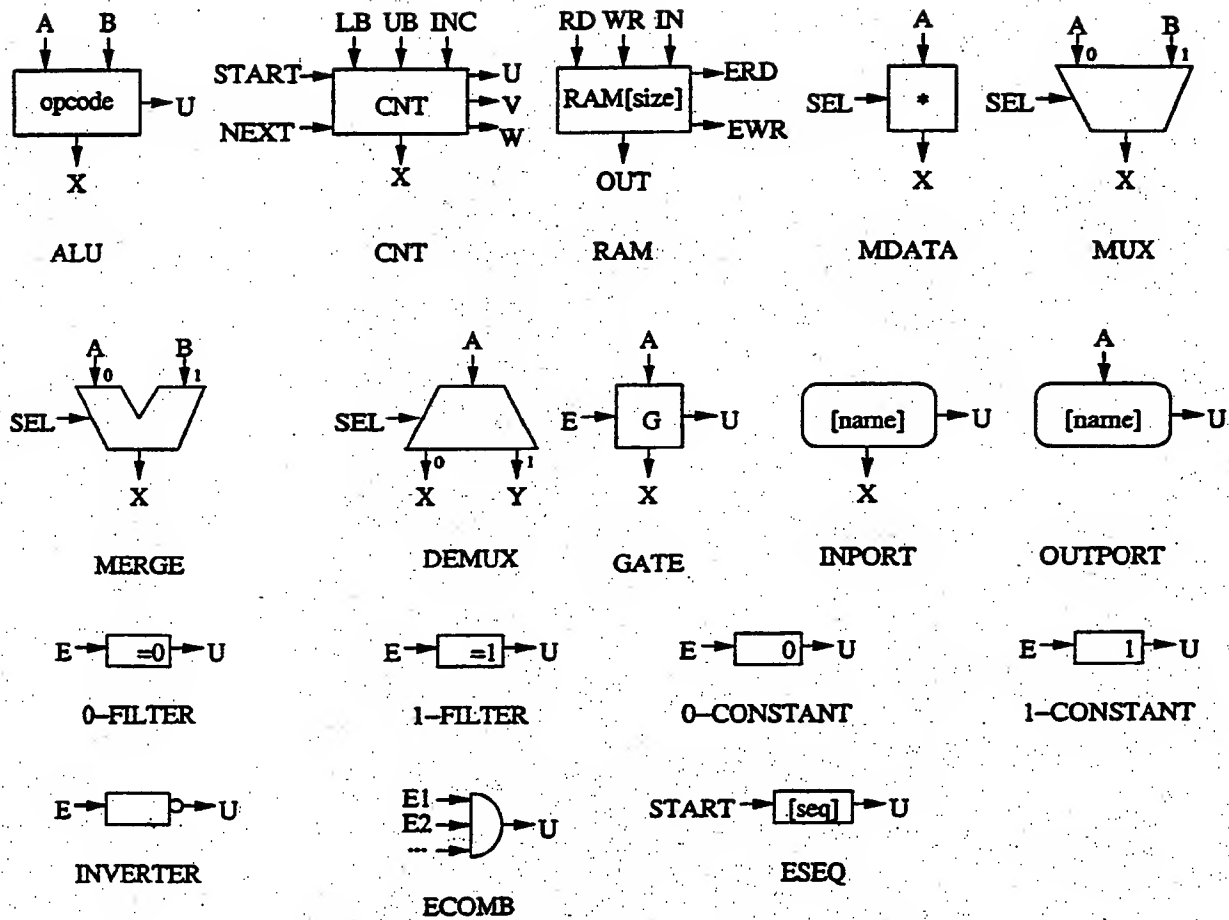 A B LB UB INC RD WR IN A A B
0 1
START U ERD
opcode U CNT V RAM[size] SEL * SEL
NEXT W EWR
X X OUT X X
ALU CNT RAM MDATA MUX
A B A A A
0 1
SEL SEL E G U [name] U [name] U
0 1
X X Y X X
MERGE DEMUX GATE INPORT OUTPORT
E =0 U E =1 U E 0 U E 1 U
0–FILTER 1–FILTER 0–CONSTANT 1–CONSTANT
E U E1 START [seq] U
E2 U
...
INVERTER ECOMB ESEQ